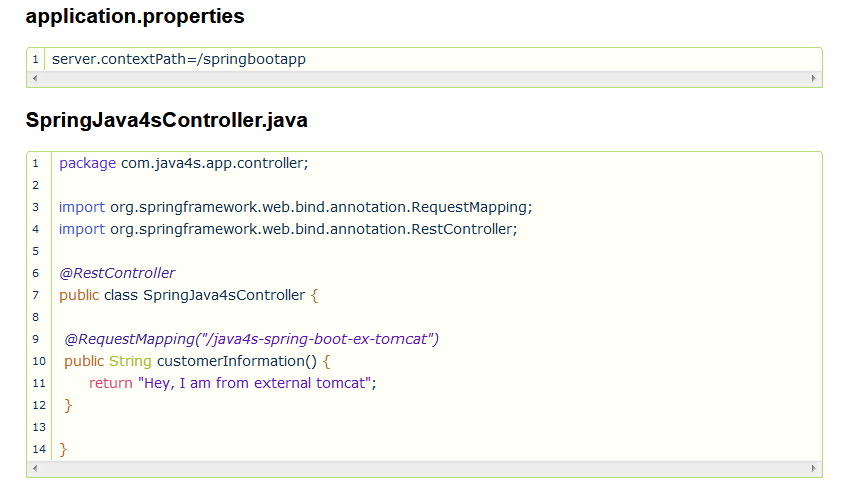 application.properties
1 server.contextPath=/springbootapp
SpringJava4sController.java
1 package com.java4s.app.controller;
2
3 import org.springframework.web.bind.annotation.RequestMapping;
4 import org.springframework.web.bind.annotation.RestController;
5
6 @RestController
7 public class SpringJava4sController {
8
9 @RequestMapping("/java4s-spring-boot-ex-tomcat")
10 public String customerInformation() {
11 return "Hey, I am from external tomcat";
12 }
13
14 }